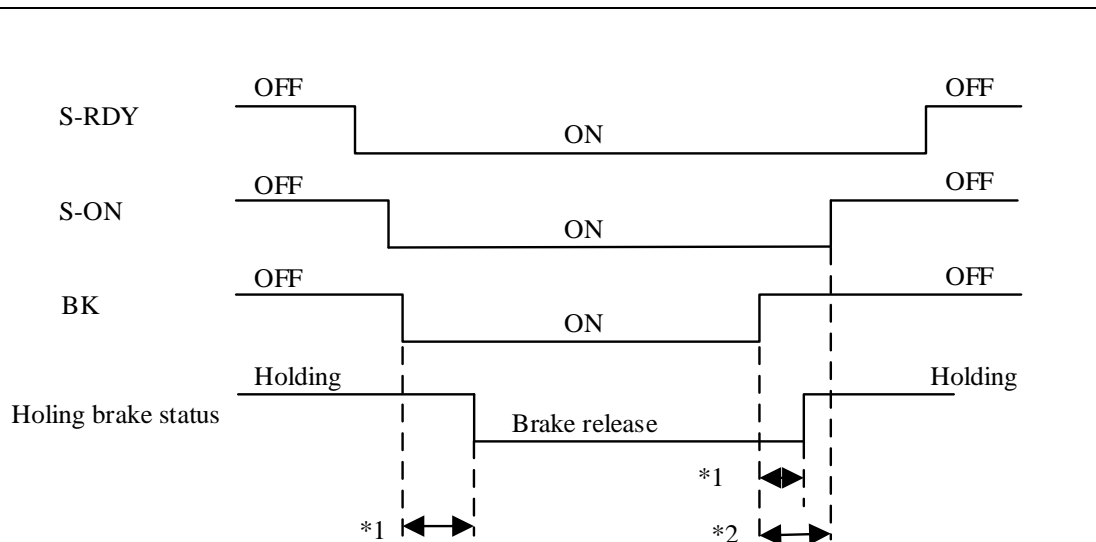 OFF OFF
S-RDY
ON
OFF OFF
S-ON
ON
OFF OFF
BK
ON
Holding Holding
Holing brake status
Brake release
*1
*1
*2